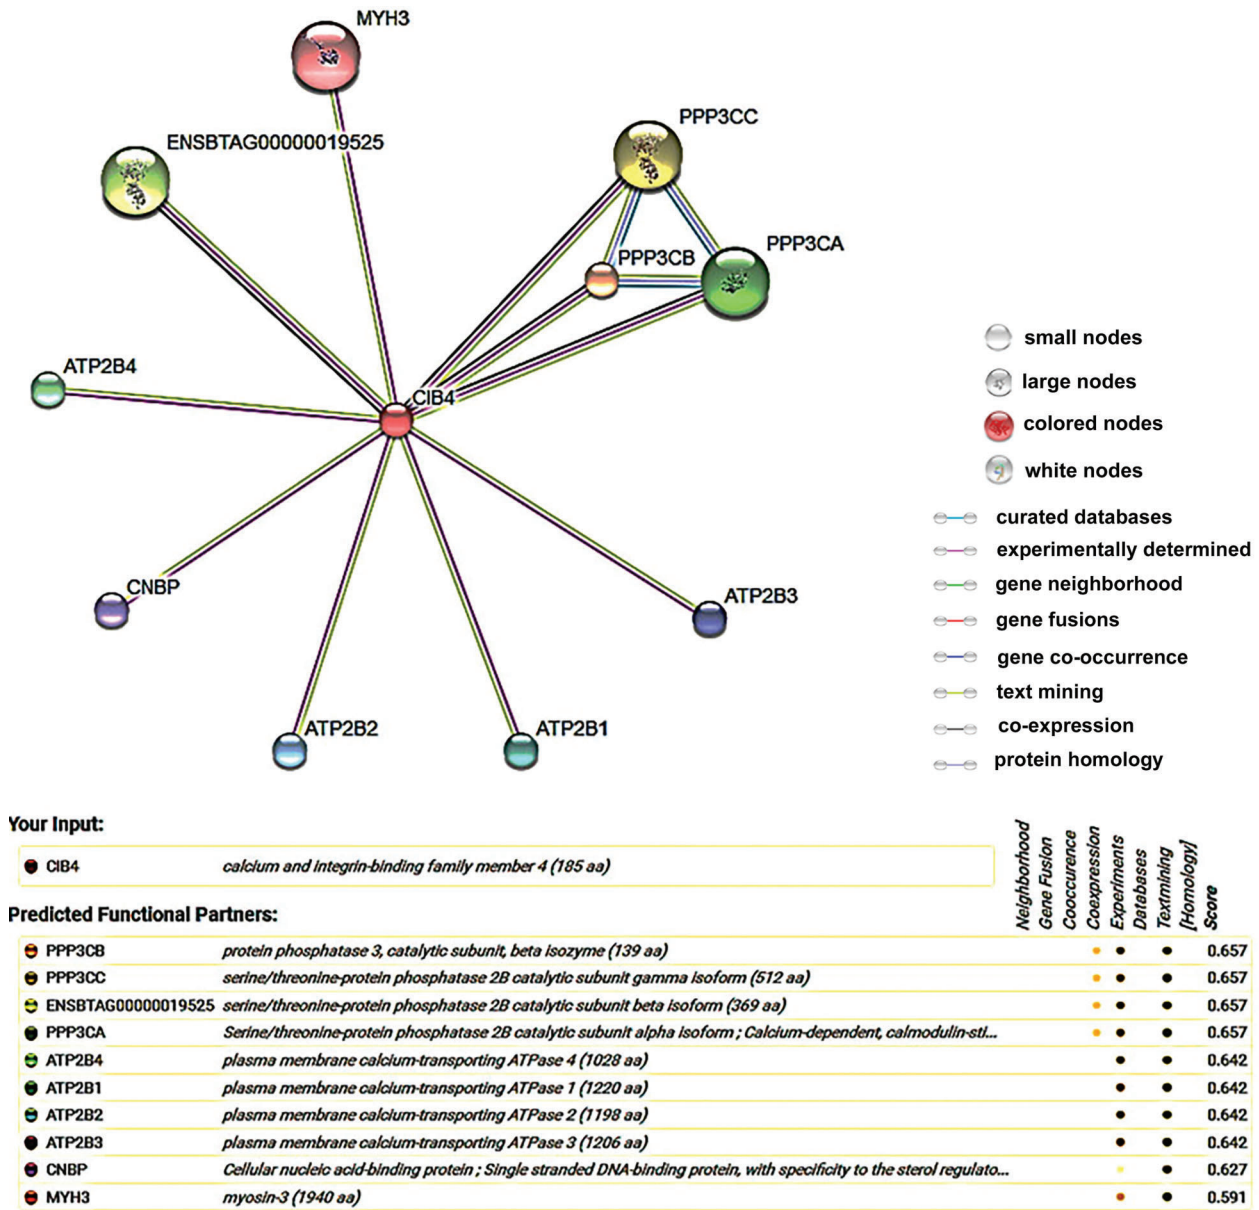 MYH3
PPP3CC
ENSBTAG00000019525
PPP3CA
PPP3CB
ATP2B4
CIB4
CNBP
ATP2B3
ATP2B2
ATP2B1
small nodes
large nodes
colored nodes
white nodes
curated databases
experimentally determined
gene neighborhood
gene fusions
gene co-occurrence
text mining
co-expression
protein homology
Your Input:
Neighborhood
Gene Fusion
Cooccurence
Coexpression
Experiments
Databases
Textmining
[Homology]
Score
CIB4 calcium and integrin-binding family member 4 (185 aa)
Predicted Functional Partners:
PPP3CB protein phosphatase 3, catalytic subunit, beta isozyme (139 aa) 0.657
PPP3CC serine/threonine-protein phosphatase 2B catalytic subunit gamma isoform (512 aa) 0.657
ENSBTAG00000019525 serine/threonine-protein phosphatase 2B catalytic subunit beta isoform (369 aa) 0.657
PPP3CA Serine/threonine-protein phosphatase 2B catalytic subunit alpha isoform ; Calcium-dependent, calmodulin-sti... 0.657
ATP2B4 plasma membrane calcium-transporting ATPase 4 (1028 aa) 0.642
ATP2B1 plasma membrane calcium-transporting ATPase 1 (1220 aa) 0.642
ATP2B2 plasma membrane calcium-transporting ATPase 2 (1198 aa) 0.642
ATP2B3 plasma membrane calcium-transporting ATPase 3 (1206 aa) 0.642
CNBP Cellular nucleic acid-binding protein ; Single stranded DNA-binding protein, with specificity to the sterol regulato... 0.627
MYH3 myosin-3 (1940 aa) 0.591